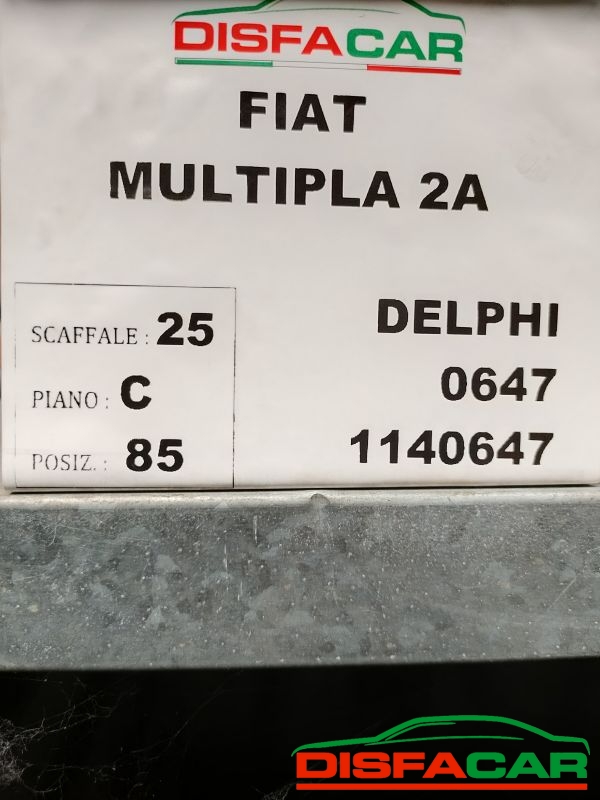 DISFACAR
FIAT
MULTIPLA 2A
SCAFFALE : 25
PIANO : C
POSIZ. : 85
DELPHI
0647
1140647
DISFACAR